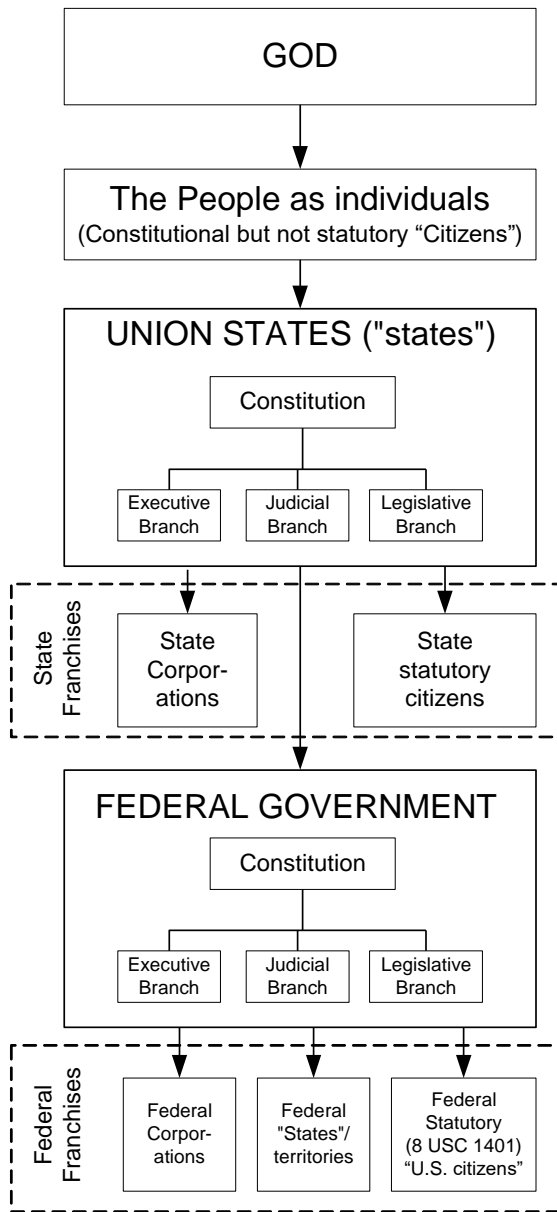 GOD
The People as individuals
(Constitutional but not statutory “Citizens”)
UNION STATES ("states")
Constitution
Executive
Branch
Judicial
Branch
Legislative
Branch
State
Franchises
State
Corpor-
ations
State
statutory
citizens
FEDERAL GOVERNMENT
Constitution
Executive
Branch
Judicial
Branch
Legislative
Branch
Federal
Franchises
Federal
Corpor-
ations
Federal
"States"/
territories
Federal
Statutory
(8 USC 1401)
“U.S. citizens”